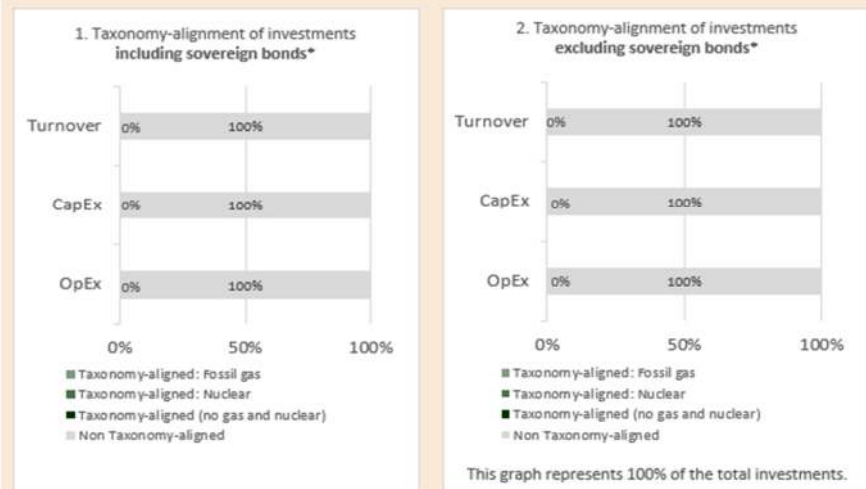 1. Taxonomy-alignment of investments
including sovereign bonds*
Turnover 0% 100%
CapEx 0% 100%
OpEx 0% 100%
0% 50% 100%
Taxonomy-aligned: Fossil gas
Taxonomy-aligned: Nuclear
Taxonomy-aligned (no gas and nuclear)
Non Taxonomy-aligned
2. Taxonomy-alignment of investments
excluding sovereign bonds*
Turnover 0% 100%
CapEx 0% 100%
OpEx 0% 100%
0% 50% 100%
Taxonomy-aligned: Fossil gas
Taxonomy-aligned: Nuclear
Taxonomy-aligned (no gas and nuclear)
Non Taxonomy-aligned
This graph represents 100% of the total investments.